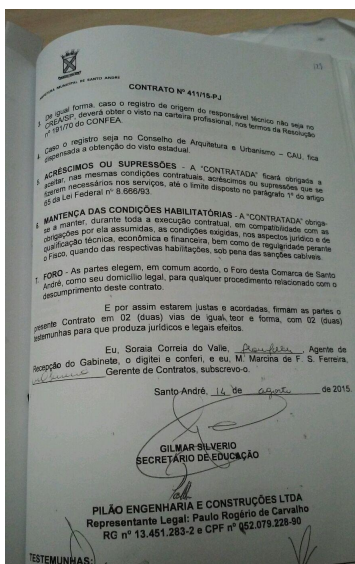 PREFEITURA MUNICIPAL DE SANTO ANDRÉ
CONTRATO Nº 411/15-PJ
3. De igual forma, caso o registro de origem do responsável técnico não seja no
CREA/SP, deverá obter o visto na carteira profissional, nos termos da Resolução
nº 191/70 do CONFEA.
4. Caso o registro seja no Conselho de Arquitetura e Urbanismo – CAU, fica
dispensada a obtenção do visto estadual.
5. ACRÉSCIMOS OU SUPRESSÕES - A "CONTRATADA" ficará obrigada a
aceitar, nas mesmas condições contratuais, acréscimos ou supressões que se
fizerem necessários nos serviços, até o limite disposto no parágrafo 1º do artigo
65 da Lei Federal nº 8.666/93.
6. MANTENÇA DAS CONDIÇÕES HABILITATÓRIAS - A "CONTRATADA" obriga-
se a manter, durante toda a execução contratual, em compatibilidade com as
obrigações por ela assumidas, as condições exigidas, nos aspectos jurídico e de
qualificação técnica, econômica e financeira, bem como de regularidade perante
o Fisco, quando das respectivas habilitações, sob pena das sanções cabíveis.
7. FORO - As partes elegem, em comum acordo, o Foro desta Comarca de Santo
André, como seu domicílio legal, para qualquer procedimento relacionado com o
descumprimento deste contrato.
E por assim estarem justas e acordadas, firmam as partes o
presente Contrato em 02 (duas) vias de igual teor e forma, com 02 (duas)
testemunhas para que produza jurídicos e legais efeitos.
Eu, Soraia Correia do Valle, Agente de
Recepção do Gabinete, o digitei e conferi, e eu, M. Marcina de F. S. Ferreira,
Gerente de Contratos, subscrevo-o.
Santo André, 14 de agosto de 2015.
GILMAR SILVERIO
SECRETÁRIO DE EDUCAÇÃO
PILÃO ENGENHARIA E CONSTRUÇÕES LTDA
Representante Legal: Paulo Rogério de Carvalho
RG nº 13.451.283-2 e CPF nº 052.079.228-90
TESTEMUNHAS: